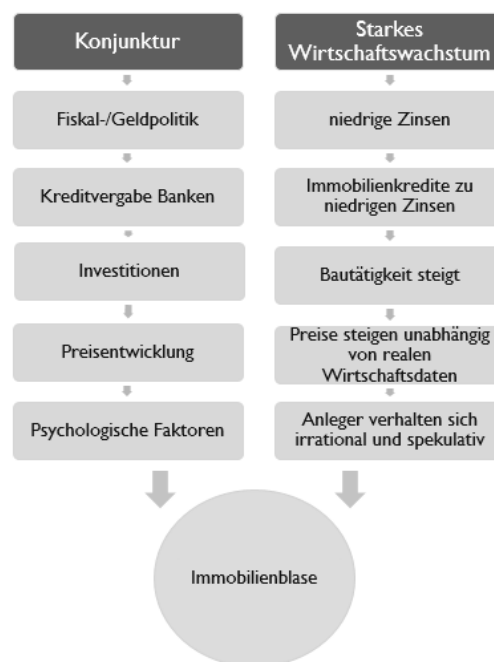 Konjunktur
Fiskal-/Geldpolitik
Kreditvergabe Banken
Investitionen
Preisentwicklung
Psychologische Faktoren
Starkes
Wirtschaftswachstum
niedrige Zinsen
Immobilienkredite zu
niedrigen Zinsen
Bautätigkeit steigt
Preise steigen unabhängig
von realen
Wirtschaftsdaten
Anleger verhalten sich
irrational und spekulativ
Immobilienblase